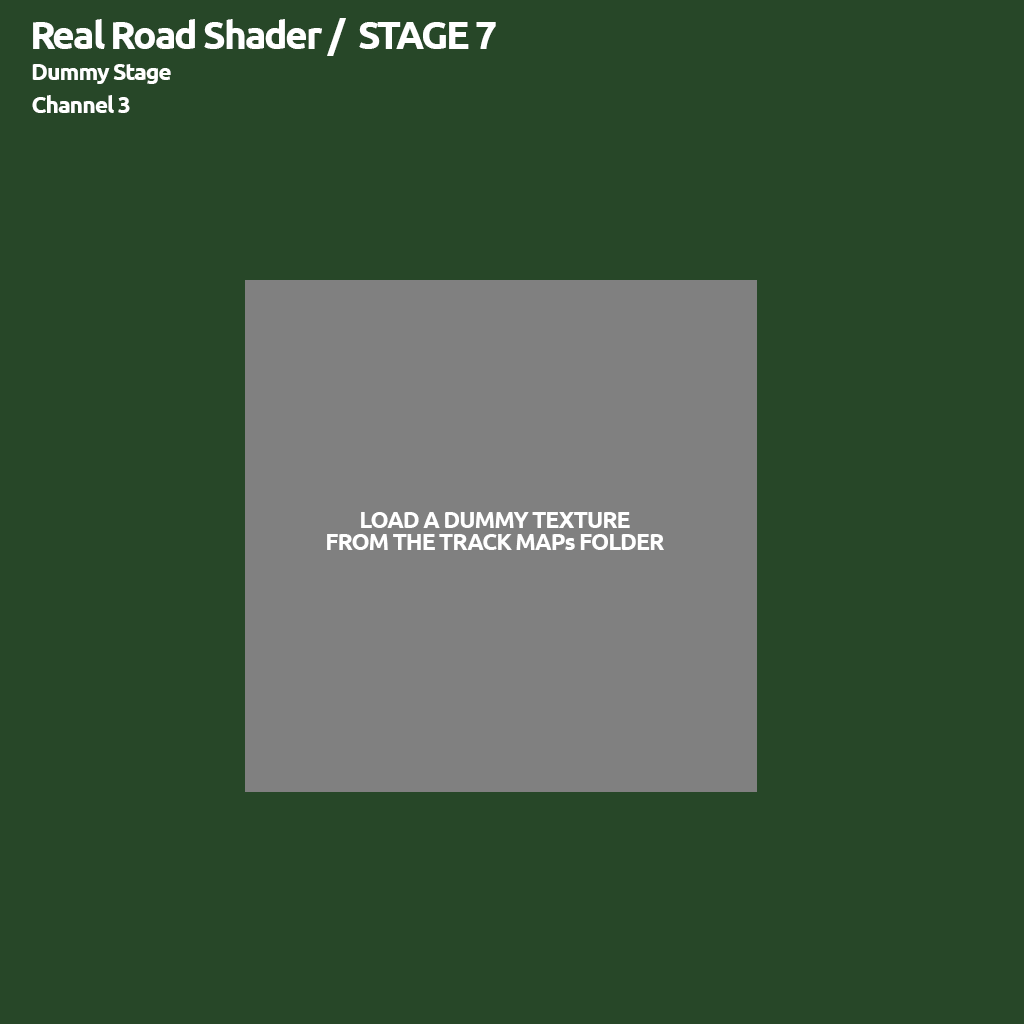 Real Road Shader / STAGE 7
Dummy Stage
Channel 3
LOAD A DUMMY TEXTURE
FROM THE TRACK MAPs FOLDER